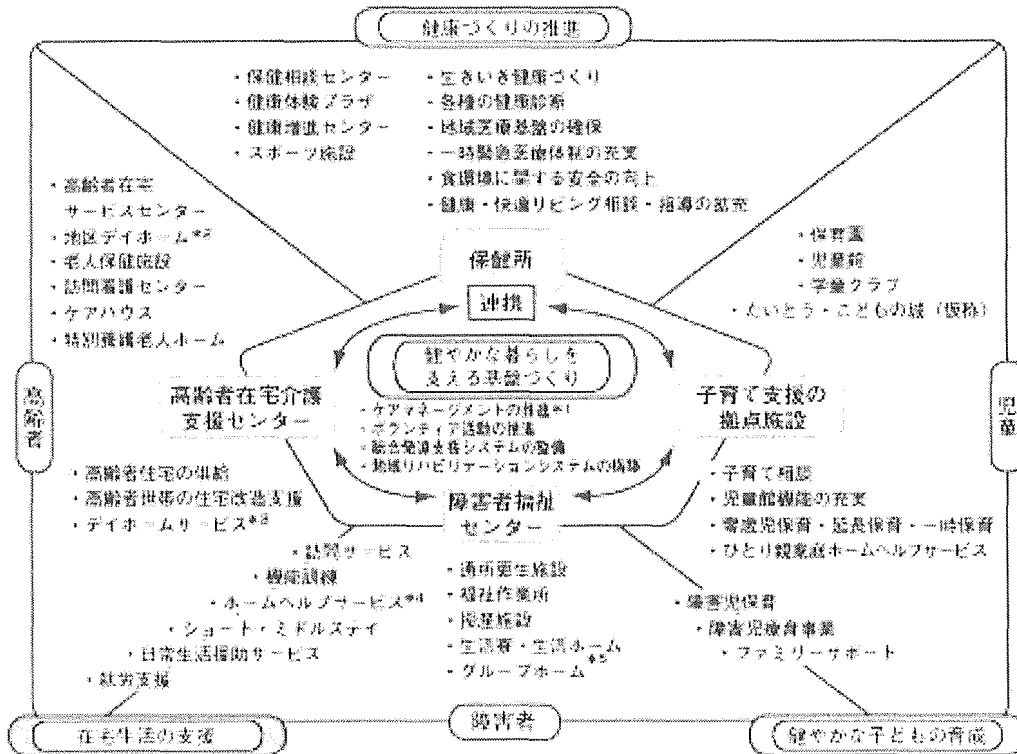 健康づくりの推進
・保健相談センター
・健康体験プラザ
・健康増進センター
・スポーツ施設
・生きいき健康づくり
・各種の健康診断
・地域医療基盤の確保
・一時緊急医療体制の充実
・食環境に関する安全の向上
・健康・快適リビング相談・指導の拡充
・高齢者在宅
サービスセンター
・地区デイホーム※2
・老人保健施設
・訪問看護センター
・ケアハウス
・特別養護老人ホーム
保健所
連携
・保育園
・児童館
・学童クラブ
・たいとう・こどもの城（仮称）
高齢者
高齢者在宅介護
支援センター
健やかな暮らしを
支える基盤づくり
・ケアマネージメントの推進※1
・ボランティア活動の推進
・総合発達支援システムの整備
・地域リハビリテーションシステムの構築
子育て支援の
拠点施設
児童
・高齢者住宅の供給
・高齢者世帯の住宅改造支援
・デイホームサービス※3
障害者福祉
センター
・子育て相談
・児童館機能の充実
・零歳児保育・延長保育・一時保育
・ひとり親家庭ホームヘルプサービス
・訪問サービス
・機能訓練
・ホームヘルプサービス※4
・ショート・ミドルステイ
・日常生活援助サービス
・就労支援
・通所更生施設
・福祉作業所
・授産施設
・生活寮・生活ホーム
・グループホーム※5
・障害児保育
・障害児療育事業
・ファミリーサポート
在宅生活の支援
障害者
健やかな子どもの育成